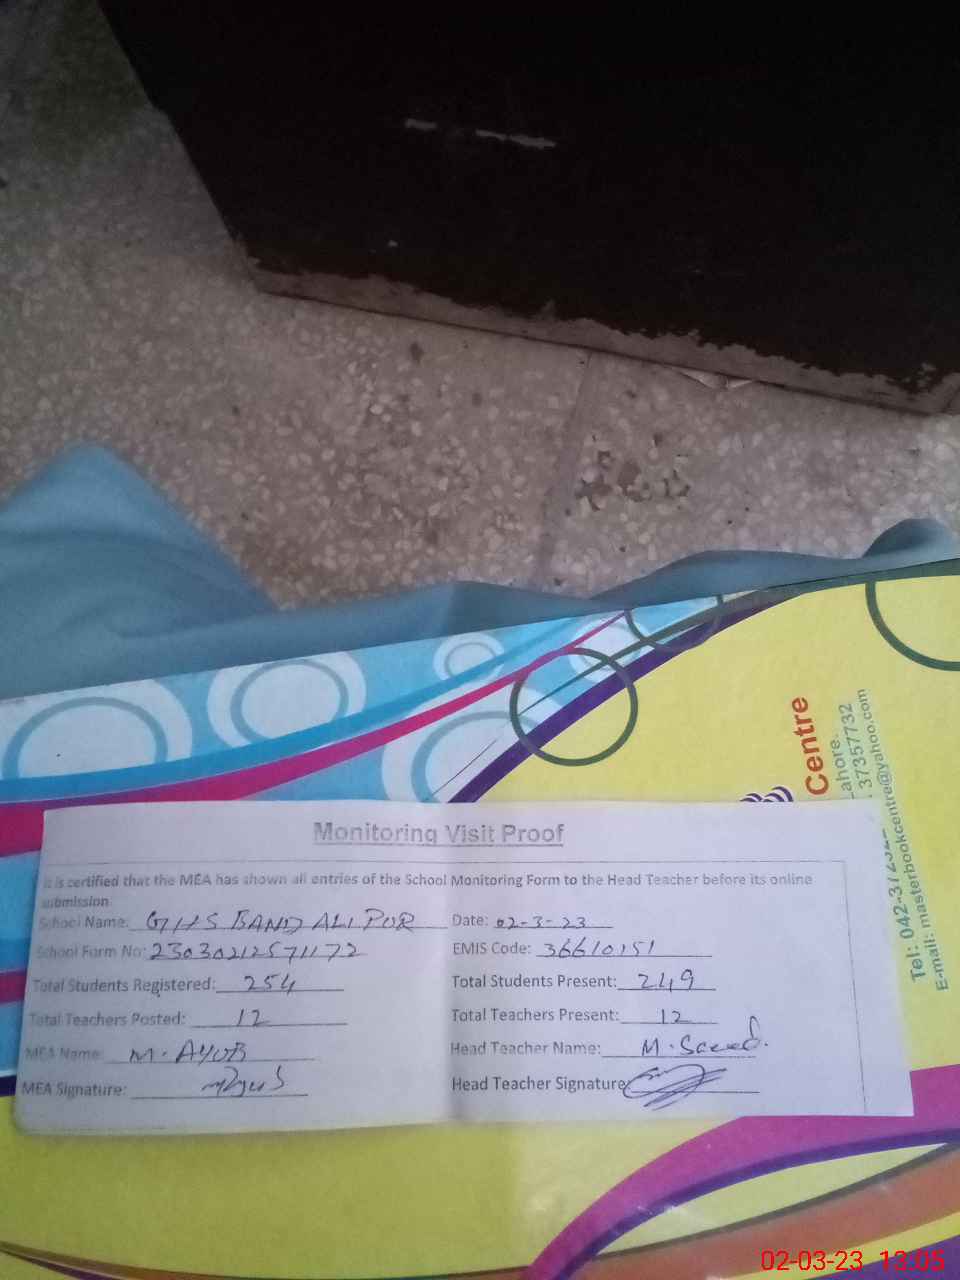 Centre
ahore.
37357732
Tel: 042-3723
E-mail: masterbookcentre@yahoo.com
Monitoring Visit Proof
It is certified that the MEA has shown all entries of the School Monitoring Form to the Head Teacher before its online
submission
School Name: GHS BAND ALI PUR Date: 02-3-23
School Form No: 23030212571172 EMIS Code: 36610151
Total Students Registered: 254 Total Students Present: 249
Total Teachers Posted: 12 Total Teachers Present: 12
MEA Name: M. AYUB Head Teacher Name: M. Saeed.
MEA Signature: Head Teacher Signature:
02-03-23 13:05